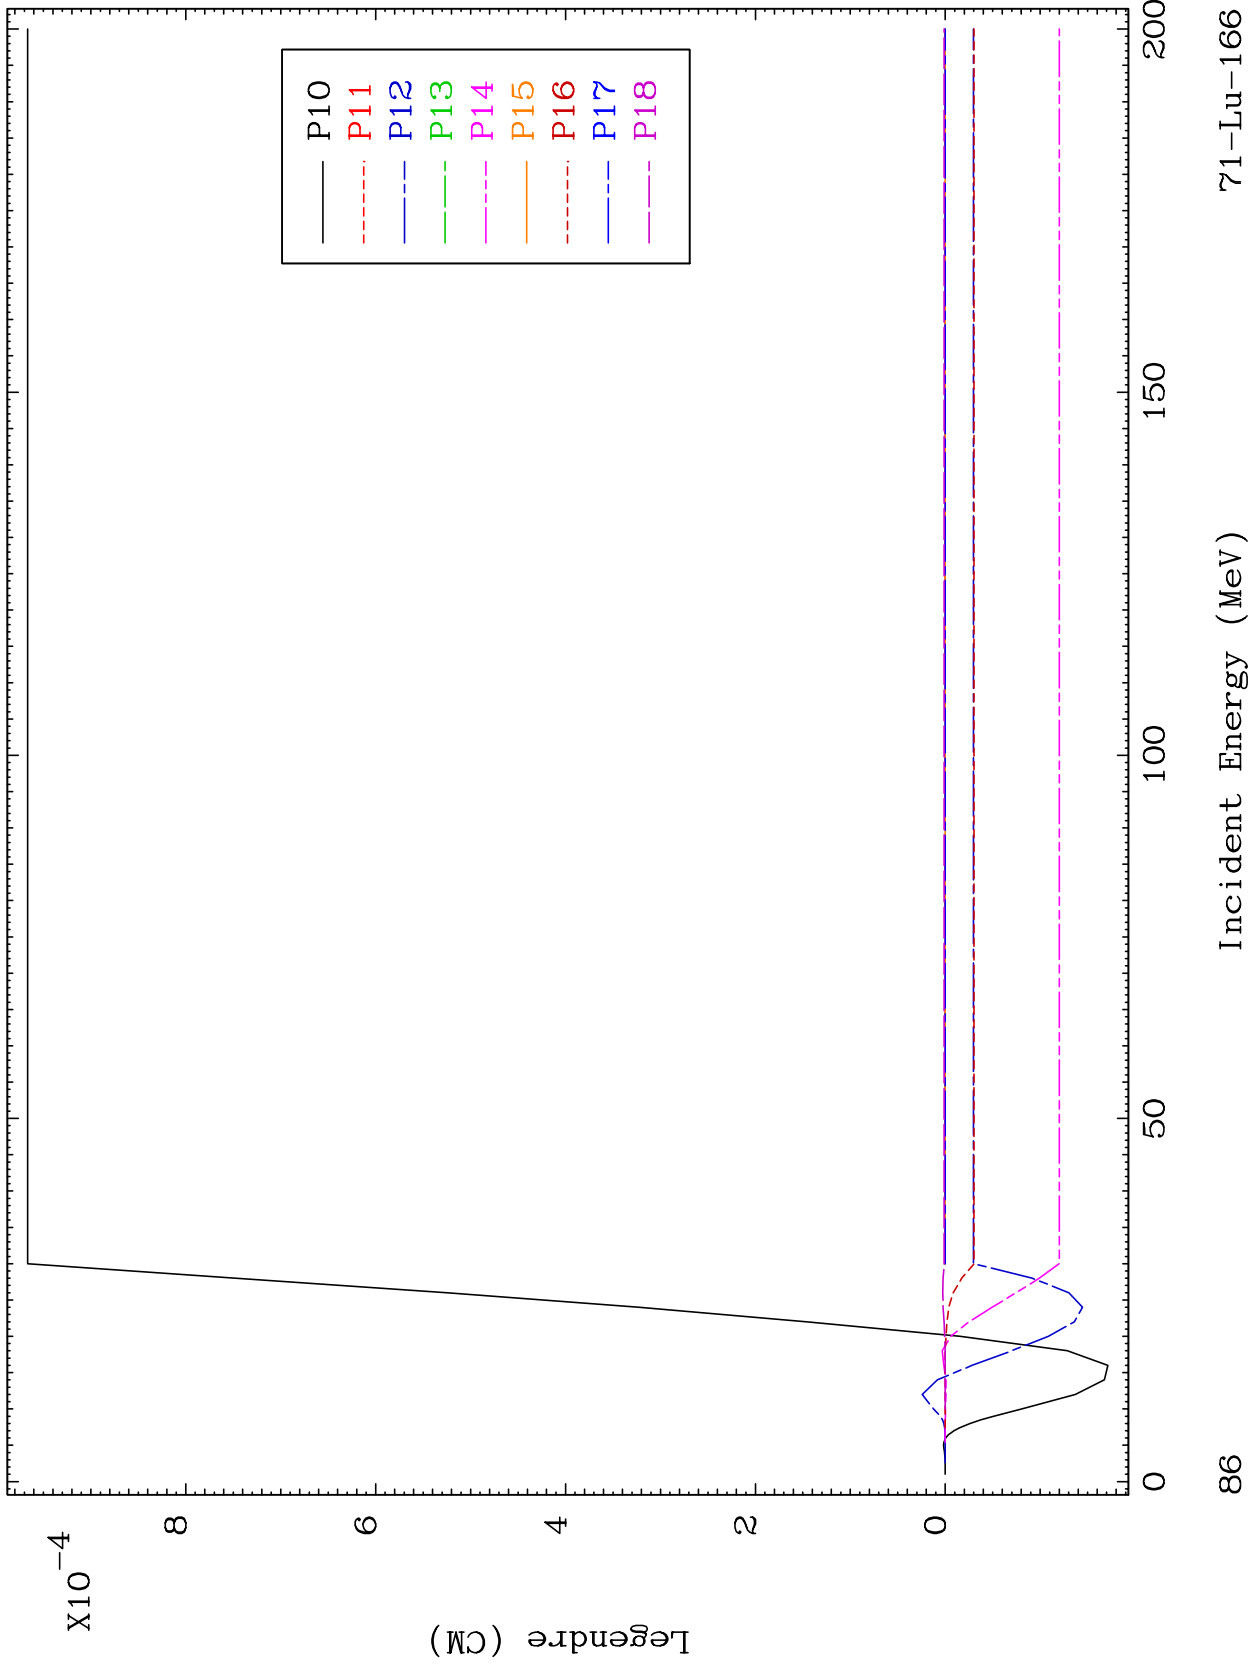 X10⁻⁴
8
6
4
2
0
Legendre (CM)
P10
P11
P12
P13
P14
P15
P16
P17
P18
0
50
100
150
200
Incident Energy (MeV)
86
71-Lu-166